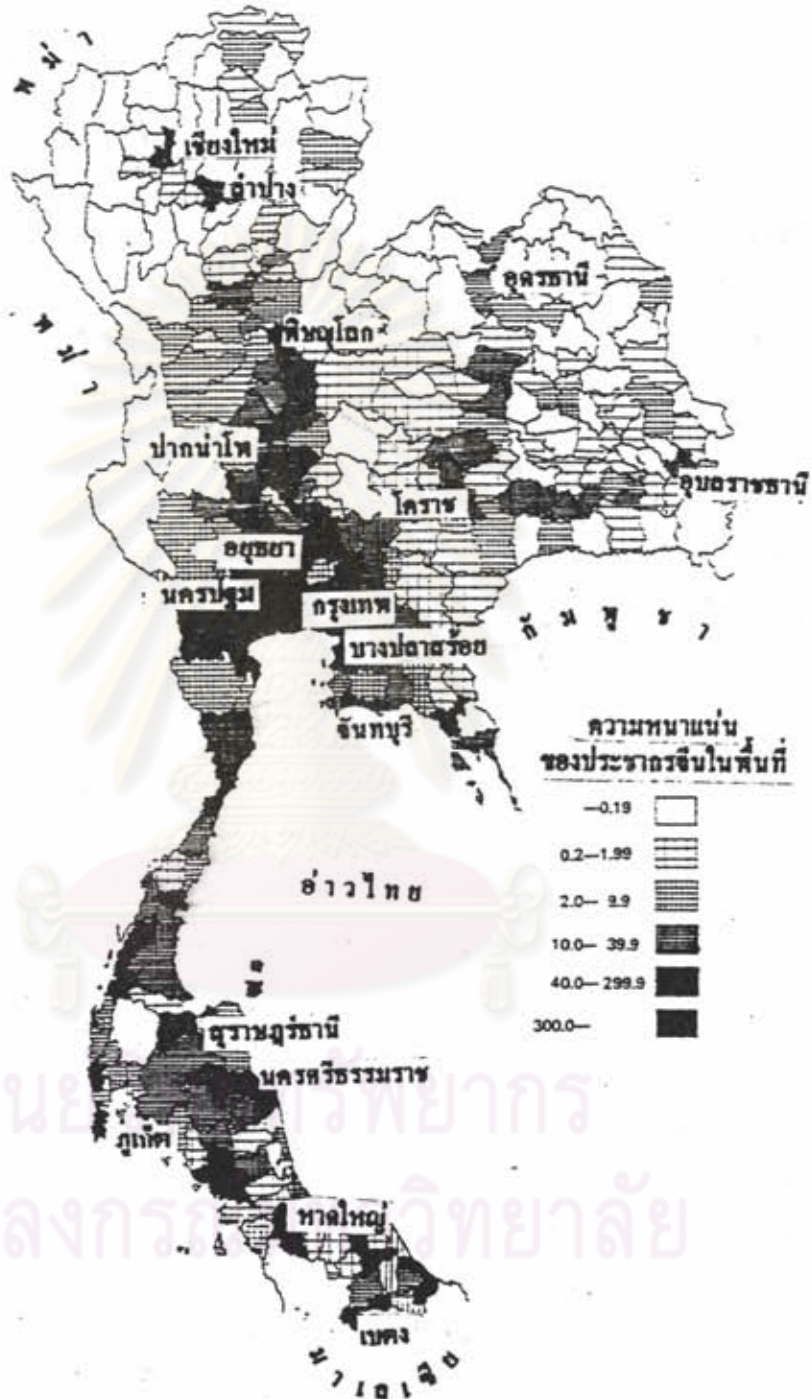 พม่า
เชียงใหม่
ลำปาง
อุดรธานี
พม่า
พิษณุโลก
ปากน้ำโพ
อุบลราชธานี
โคราช
อยุธยา
นครปฐม
กรุงเทพ
บางปลาสร้อย
กัมพูชา
จันทบุรี
ความหนาแน่น
ของประชากรจีนในพื้นที่
—0.19
0.2—1.99
2.0— 9.9
10.0— 39.9
40.0— 299.9
300.0—
อ่าวไทย
สุราษฎร์ธานี
นครศรีธรรมราช
ภูเก็ต
หาดใหญ่
เบตง
มาเลเซีย